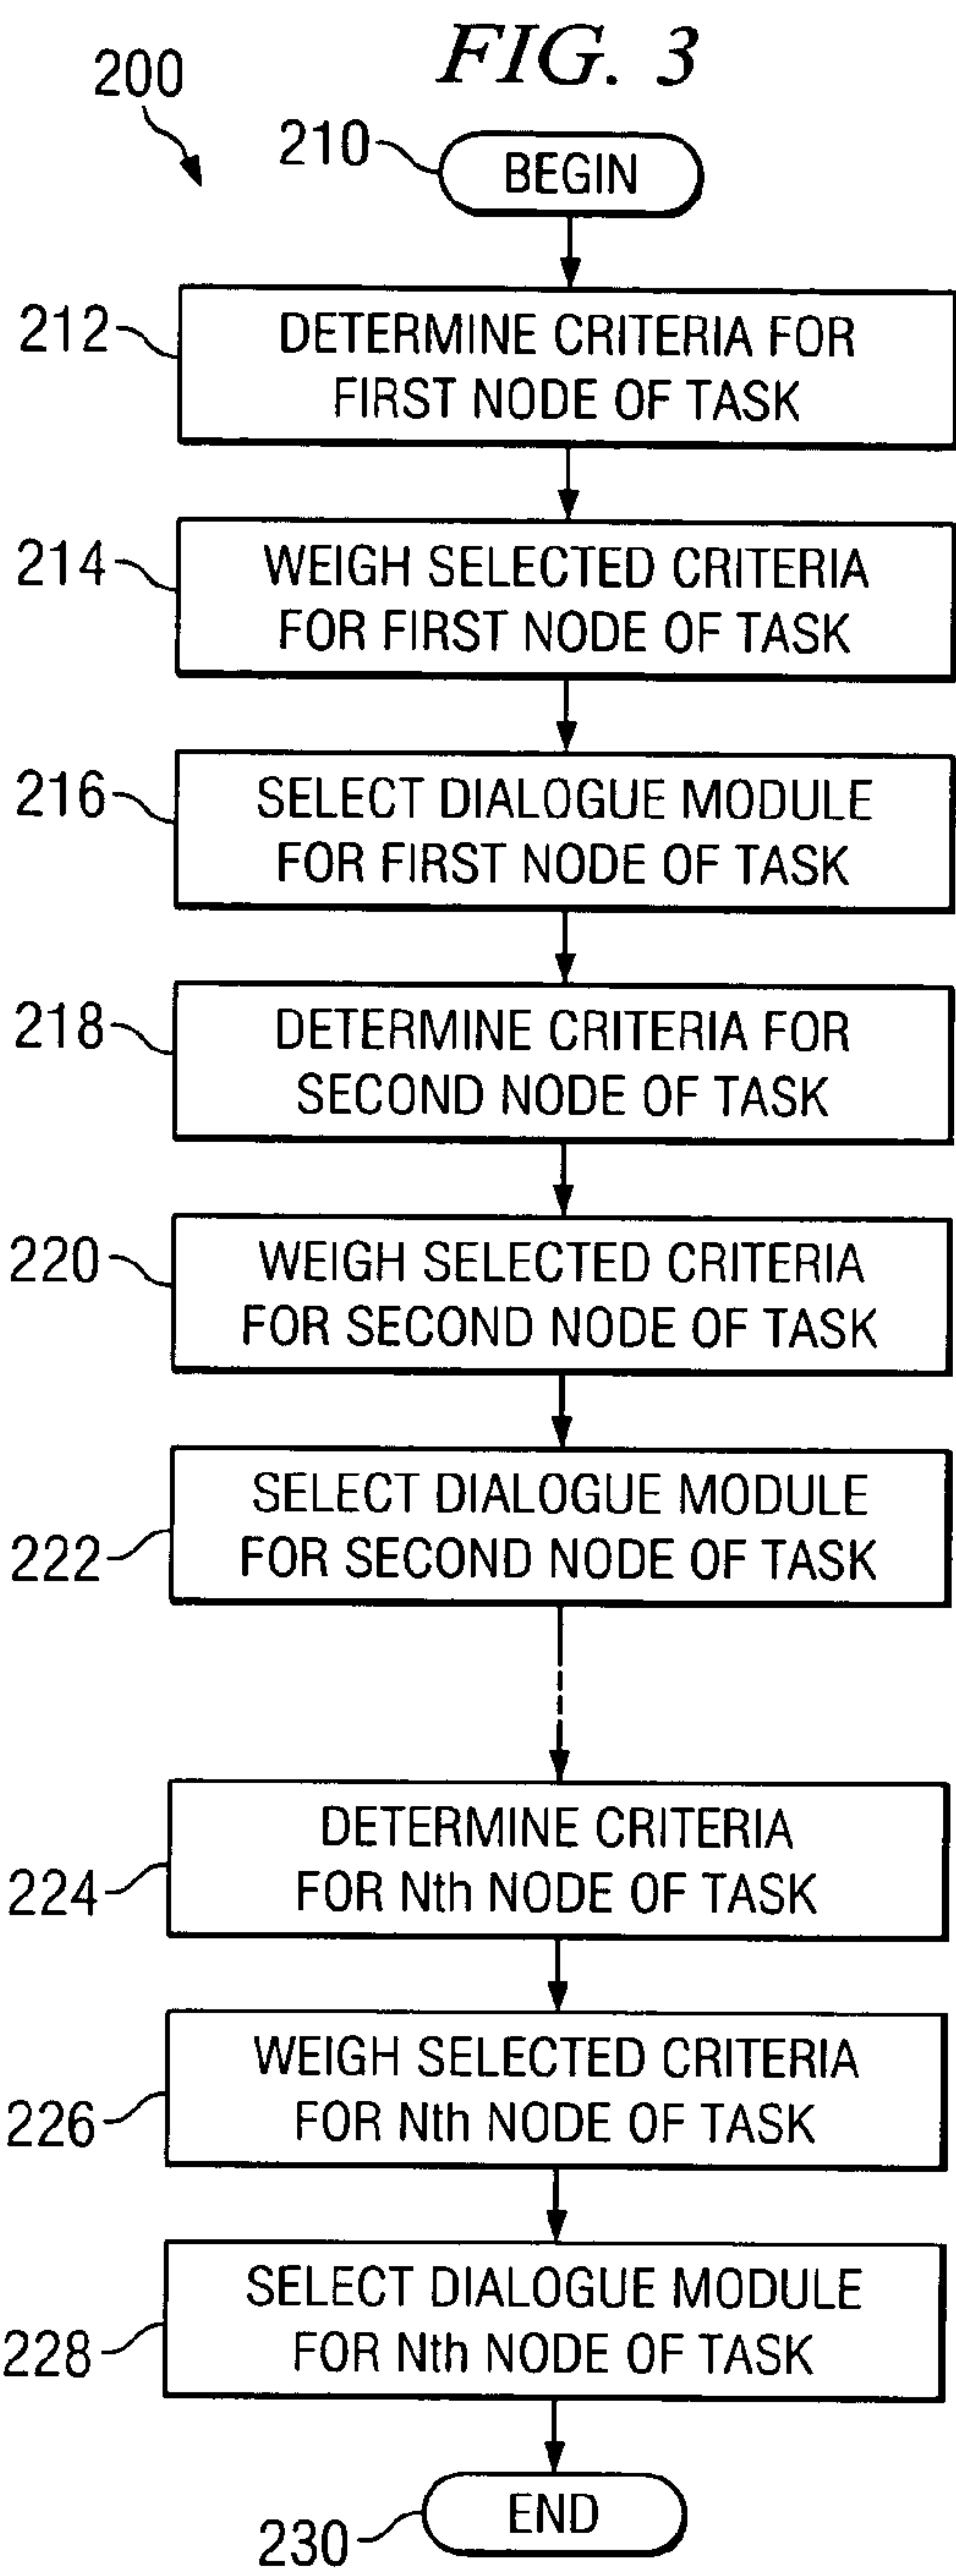 FIG. 3
200
210
BEGIN
212
DETERMINE CRITERIA FOR
FIRST NODE OF TASK
214
WEIGH SELECTED CRITERIA
FOR FIRST NODE OF TASK
216
SELECT DIALOGUE MODULE
FOR FIRST NODE OF TASK
218
DETERMINE CRITERIA FOR
SECOND NODE OF TASK
220
WEIGH SELECTED CRITERIA
FOR SECOND NODE OF TASK
222
SELECT DIALOGUE MODULE
FOR SECOND NODE OF TASK
224
DETERMINE CRITERIA
FOR Nth NODE OF TASK
226
WEIGH SELECTED CRITERIA
FOR Nth NODE OF TASK
228
SELECT DIALOGUE MODULE
FOR Nth NODE OF TASK
230
END